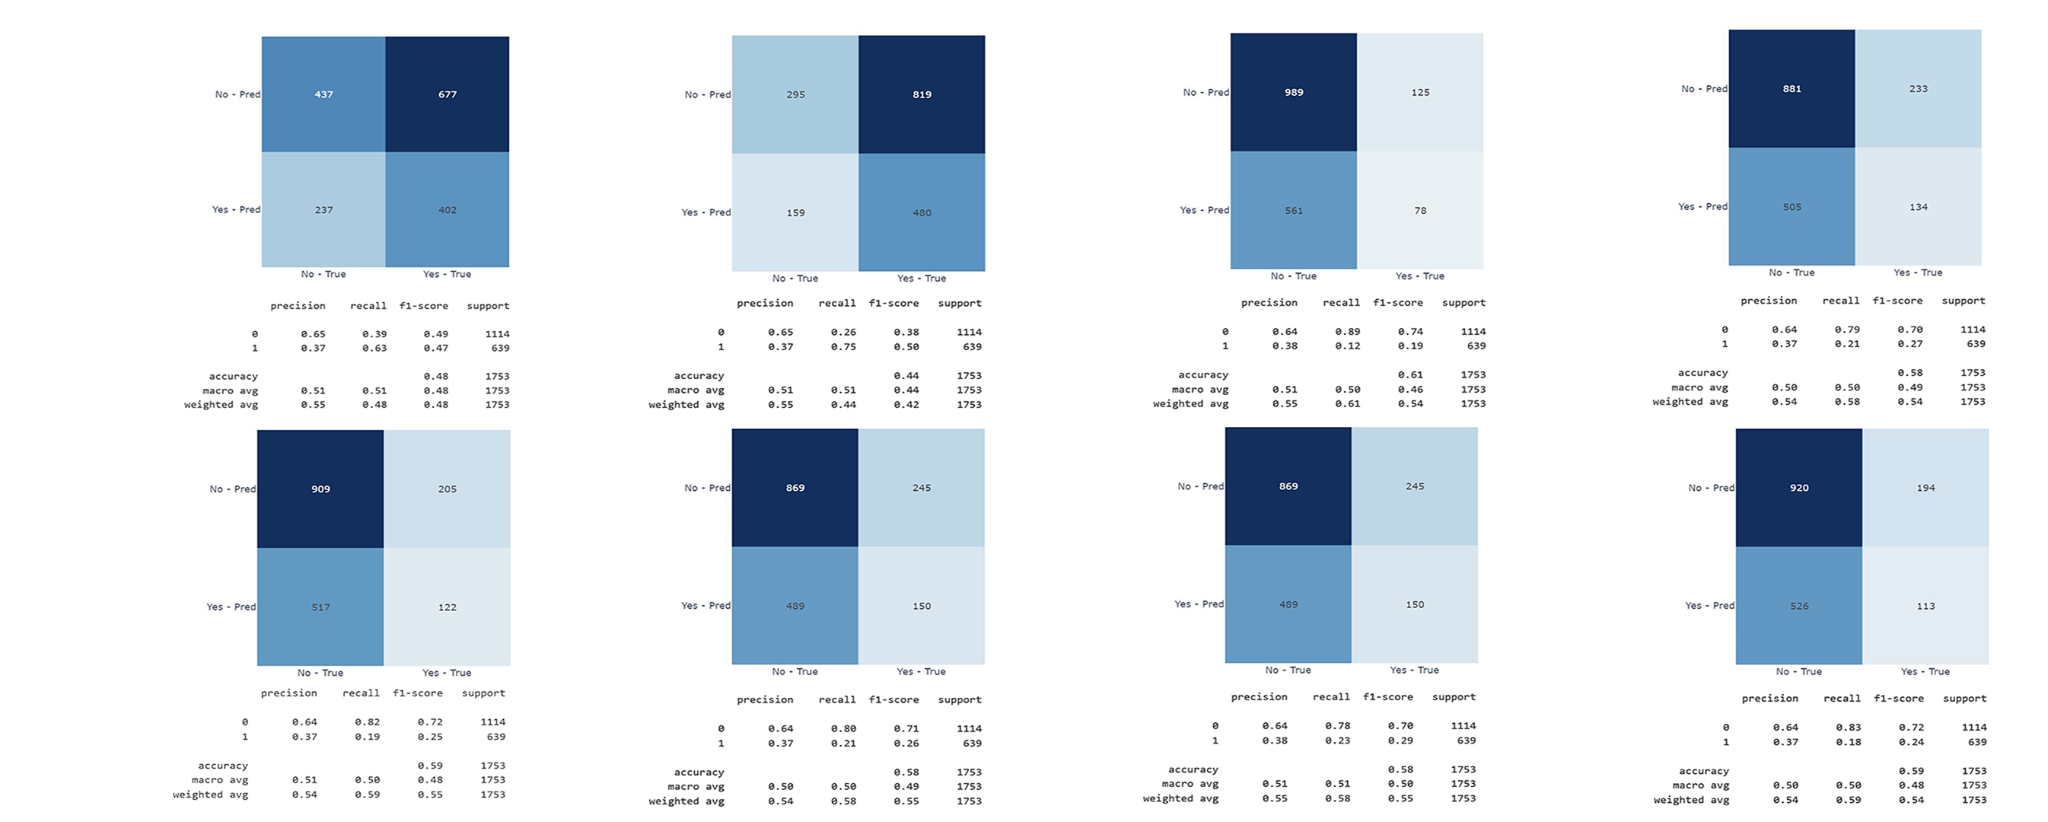 No - Pred 437 677
Yes - Pred 237 402
No - True Yes - True
precision recall f1-score support
0 0.65 0.39 0.49 1114
1 0.37 0.63 0.47 639
accuracy 0.48 1753
macro avg 0.51 0.51 0.48 1753
weighted avg 0.55 0.48 0.48 1753
No - Pred 295 819
Yes - Pred 159 480
No - True Yes - True
precision recall f1-score support
0 0.65 0.26 0.38 1114
1 0.37 0.75 0.50 639
accuracy 0.44 1753
macro avg 0.51 0.51 0.44 1753
weighted avg 0.55 0.44 0.42 1753
No - Pred 989 125
Yes - Pred 561 78
No - True Yes - True
precision recall f1-score support
0 0.64 0.89 0.74 1114
1 0.38 0.12 0.19 639
accuracy 0.61 1753
macro avg 0.51 0.50 0.46 1753
weighted avg 0.55 0.61 0.54 1753
No - Pred 881 233
Yes - Pred 505 134
No - True Yes - True
precision recall f1-score support
0 0.64 0.79 0.70 1114
1 0.37 0.21 0.27 639
accuracy 0.58 1753
macro avg 0.50 0.50 0.49 1753
weighted avg 0.54 0.58 0.54 1753
No - Pred 909 205
Yes - Pred 517 122
No - True Yes - True
precision recall f1-score support
0 0.64 0.82 0.72 1114
1 0.37 0.19 0.25 639
accuracy 0.59 1753
macro avg 0.51 0.50 0.48 1753
weighted avg 0.54 0.59 0.55 1753
No - Pred 869 245
Yes - Pred 489 150
No - True Yes - True
precision recall f1-score support
0 0.64 0.80 0.71 1114
1 0.37 0.21 0.26 639
accuracy 0.58 1753
macro avg 0.50 0.50 0.49 1753
weighted avg 0.54 0.58 0.55 1753
No - Pred 869 245
Yes - Pred 489 150
No - True Yes - True
precision recall f1-score support
0 0.64 0.78 0.70 1114
1 0.38 0.23 0.29 639
accuracy 0.58 1753
macro avg 0.51 0.51 0.50 1753
weighted avg 0.55 0.58 0.55 1753
No - Pred 920 194
Yes - Pred 526 113
No - True Yes - True
precision recall f1-score support
0 0.64 0.83 0.72 1114
1 0.37 0.18 0.24 639
accuracy 0.59 1753
macro avg 0.50 0.50 0.48 1753
weighted avg 0.54 0.59 0.54 1753